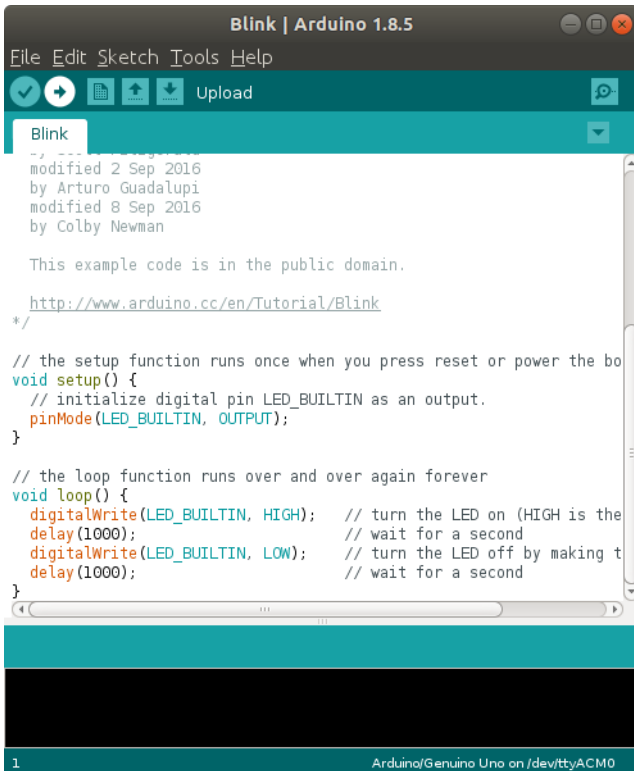 Blink | Arduino 1.8.5
File Edit Sketch Tools Help
Upload
Blink
modified 2 Sep 2016
by Arturo Guadalupi
modified 8 Sep 2016
by Colby Newman
This example code is in the public domain.
http://www.arduino.cc/en/Tutorial/Blink
*/
// the setup function runs once when you press reset or power the bo
void setup() {
  // initialize digital pin LED_BUILTIN as an output.
  pinMode(LED_BUILTIN, OUTPUT);
}
// the loop function runs over and over again forever
void loop() {
  digitalWrite(LED_BUILTIN, HIGH);   // turn the LED on (HIGH is the
  delay(1000);                       // wait for a second
  digitalWrite(LED_BUILTIN, LOW);    // turn the LED off by making t
  delay(1000);                       // wait for a second
}
1 Arduino/Genuino Uno on /dev/ttyACM0